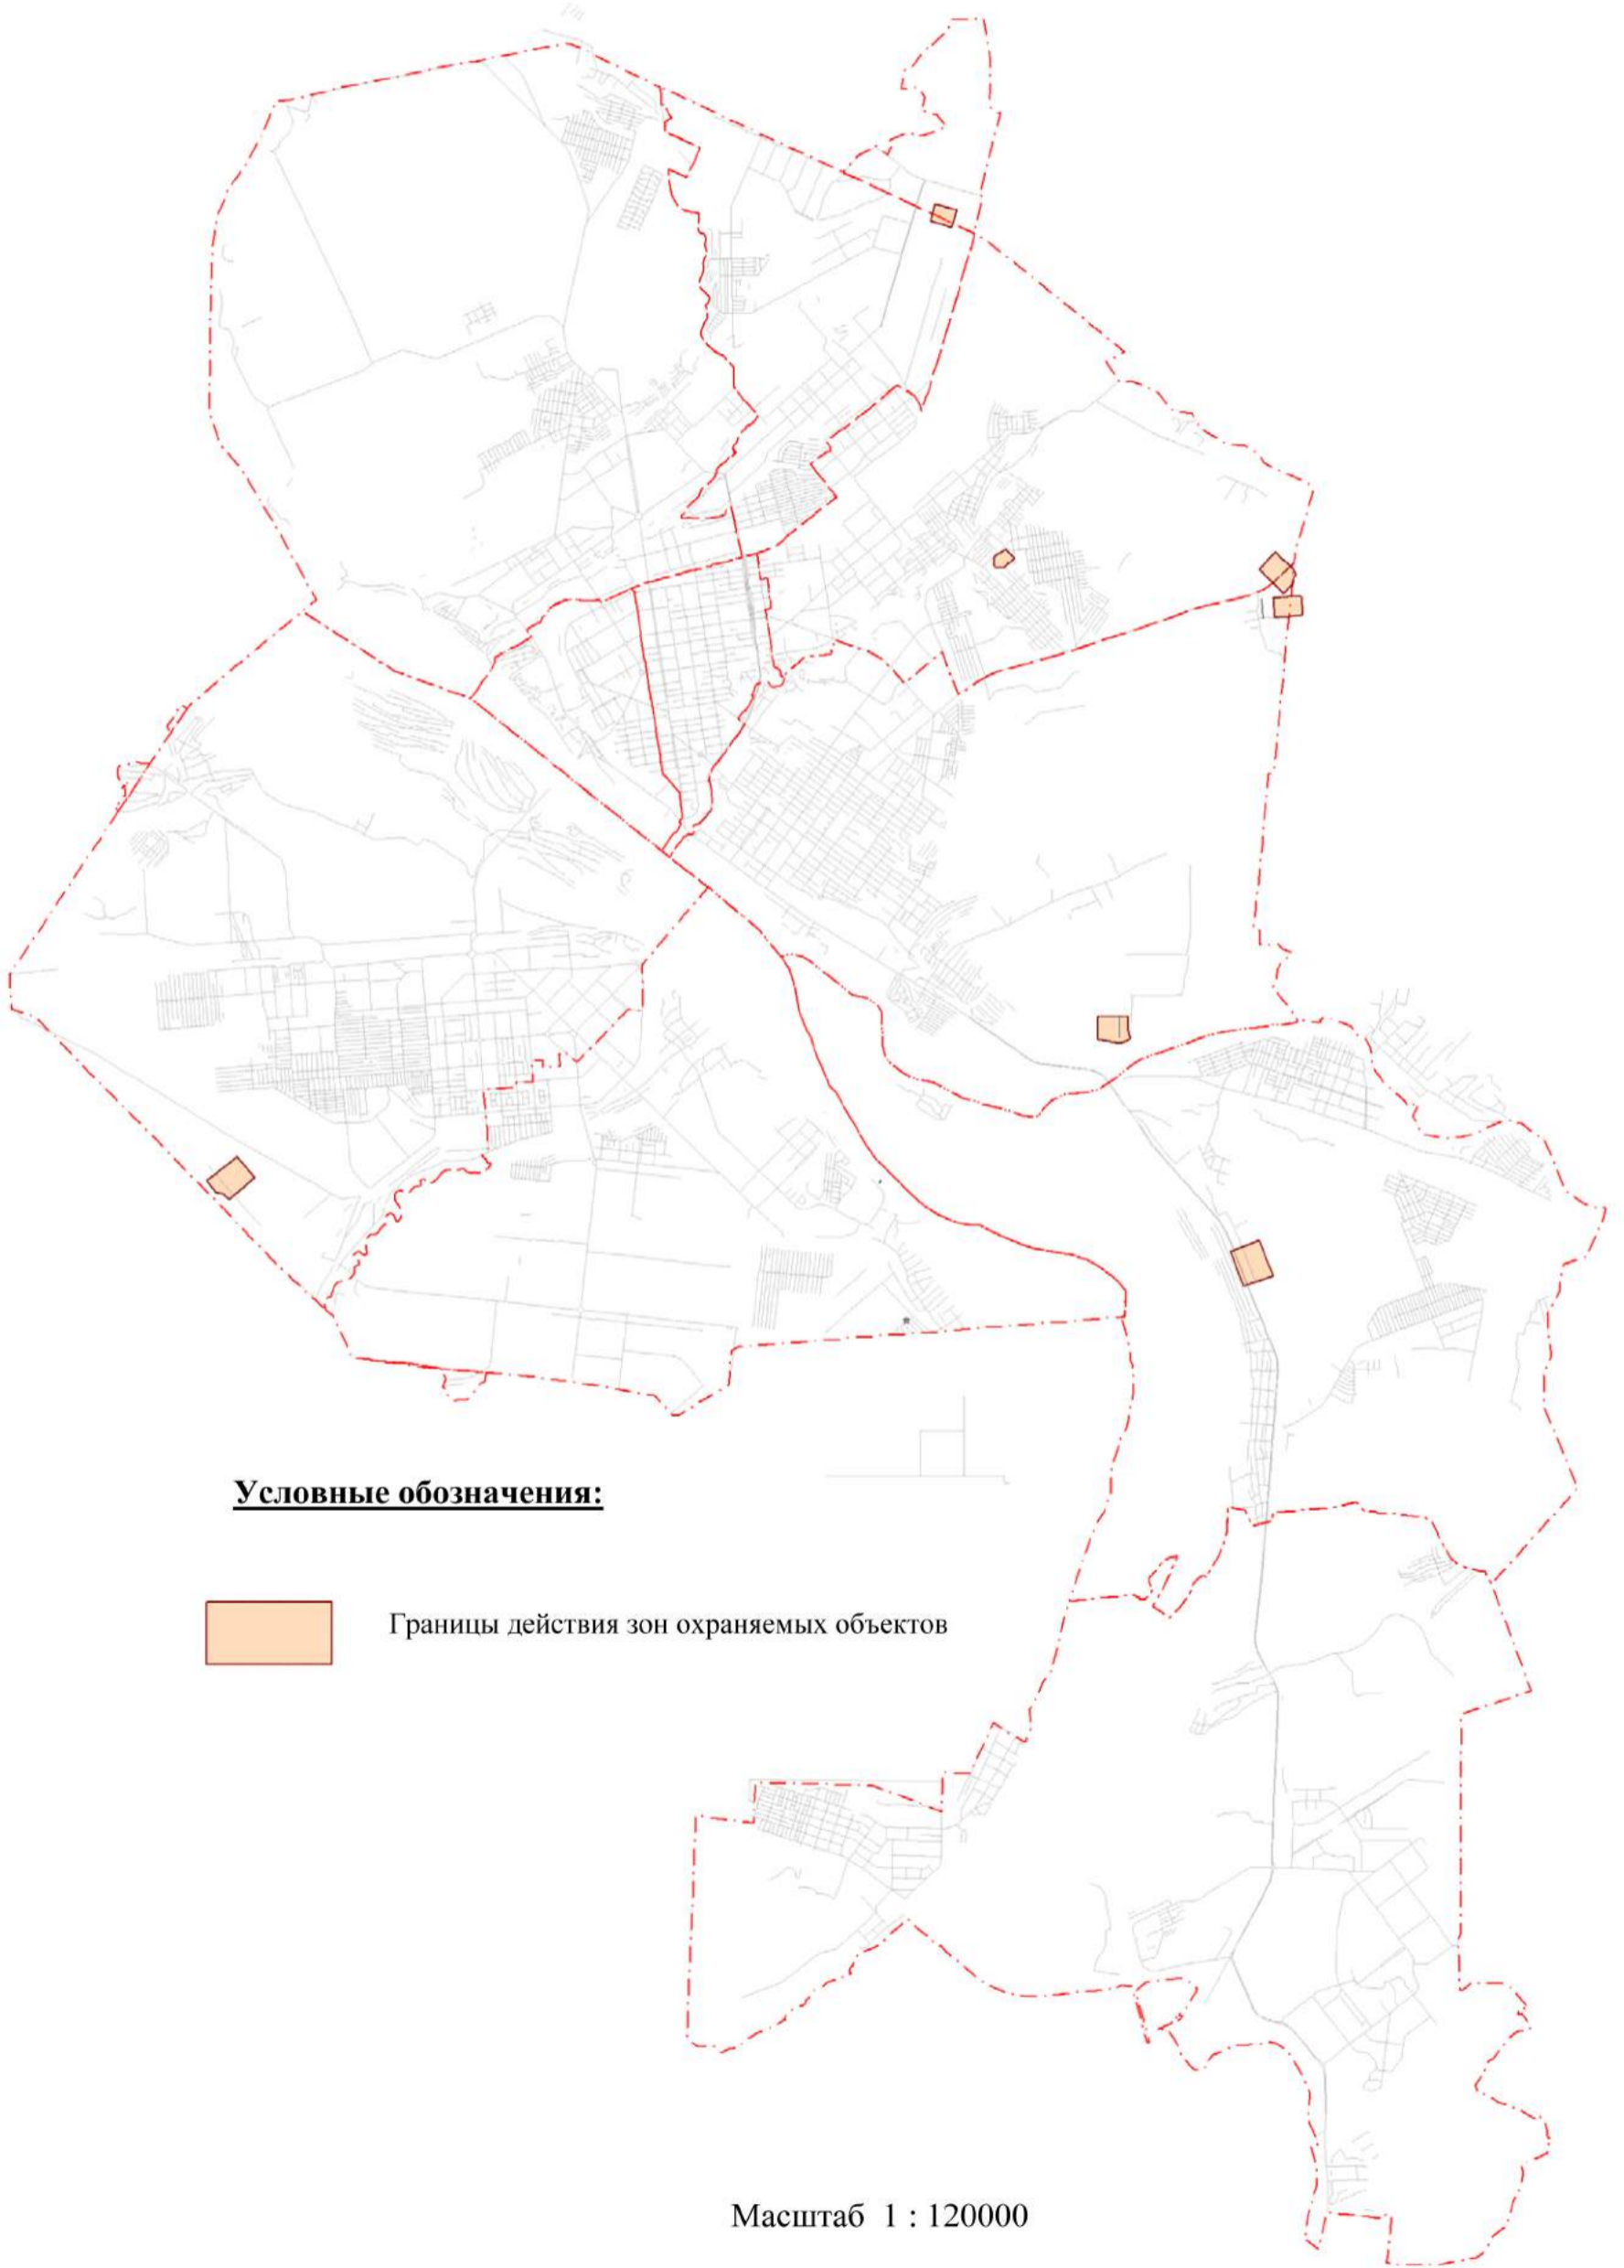 Условные обозначения:
Границы действия зон охраняемых объектов
Масштаб 1 : 120000